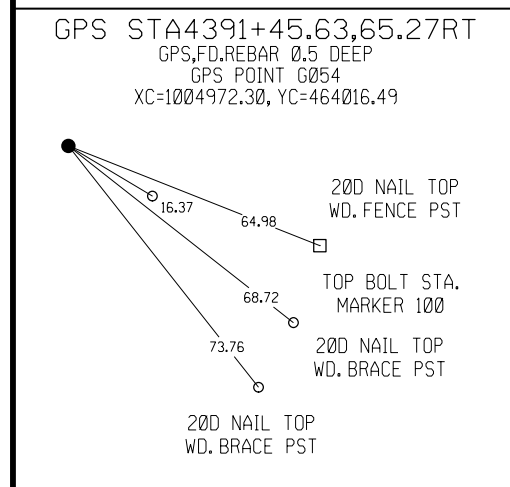 GPS STA4391+45.63,65.27RT
GPS,FD.REBAR 0.5 DEEP
GPS POINT G054
XC=1004972.30, YC=464016.49
20D NAIL TOP
WD.FENCE PST
16.37
64.98
TOP BOLT STA.
MARKER 100
68.72
20D NAIL TOP
WD.BRACE PST
73.76
20D NAIL TOP
WD.BRACE PST